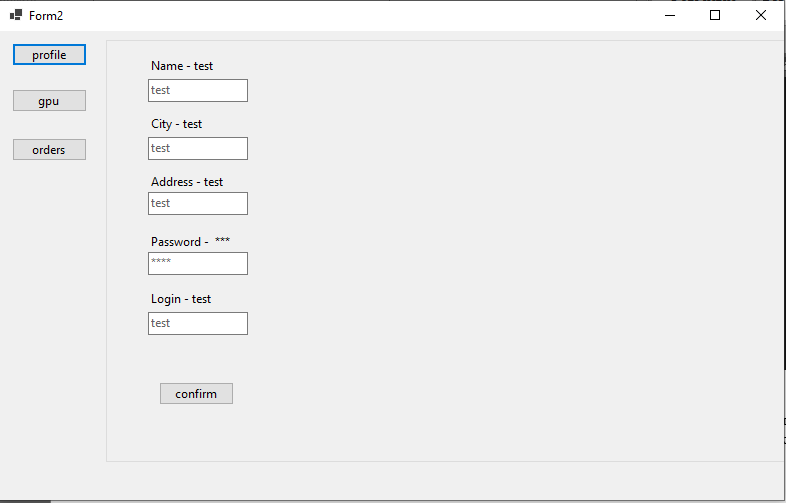 Form2
profile
gpu
orders
Name - test
test
City - test
test
Address - test
test
Password -  ***
****
Login - test
test
confirm